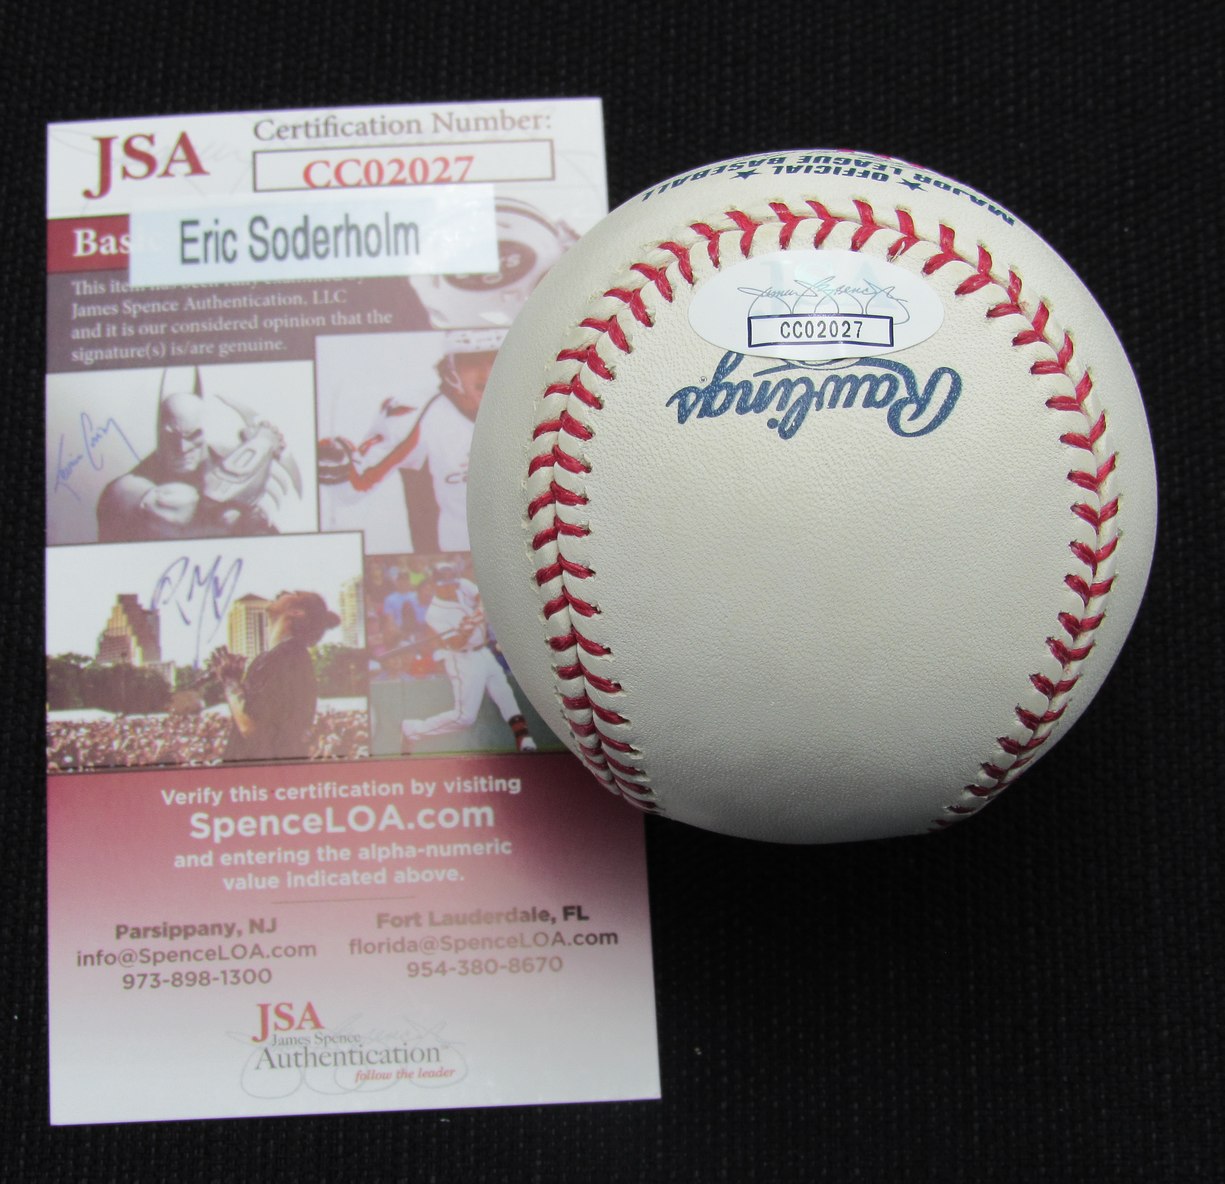 JSA
Certification Number:
CC02027
Bas
Eric Soderholm
This item has been
James Spence Authentication, LLC
and it is our considered opinion that the
signature(s) is/are genuine.
Verify this certification by visiting
SpenceLOA.com
and entering the alpha-numeric
value indicated above.
Parsippany, NJ
info@SpenceLOA.com
973-898-1300
Fort Lauderdale, FL
florida@SpenceLOA.com
954-380-8670
JSA
James Spence
Authentication
follow the leader
OFFICIAL
MAJOR LEAGUE BASEBALL
James Spence
CC02027
Rawlings